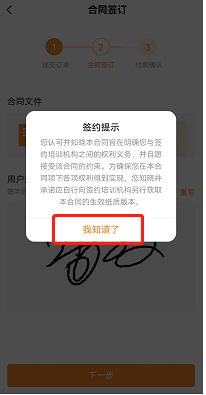 合同签订
1
2
3
提交订单
合同签订
付款确认
合同文件
签约提示
您认可并知晓本合同旨在明确您与签
约培训机构之间的权利义务，并自愿
接受该合同的约束。为确保您在本合
同项下各项权利得到实现，您知晓并
承诺应自行向签约培训机构另行获取
本合同的生效纸质版本。
我知道了
重写
下一步